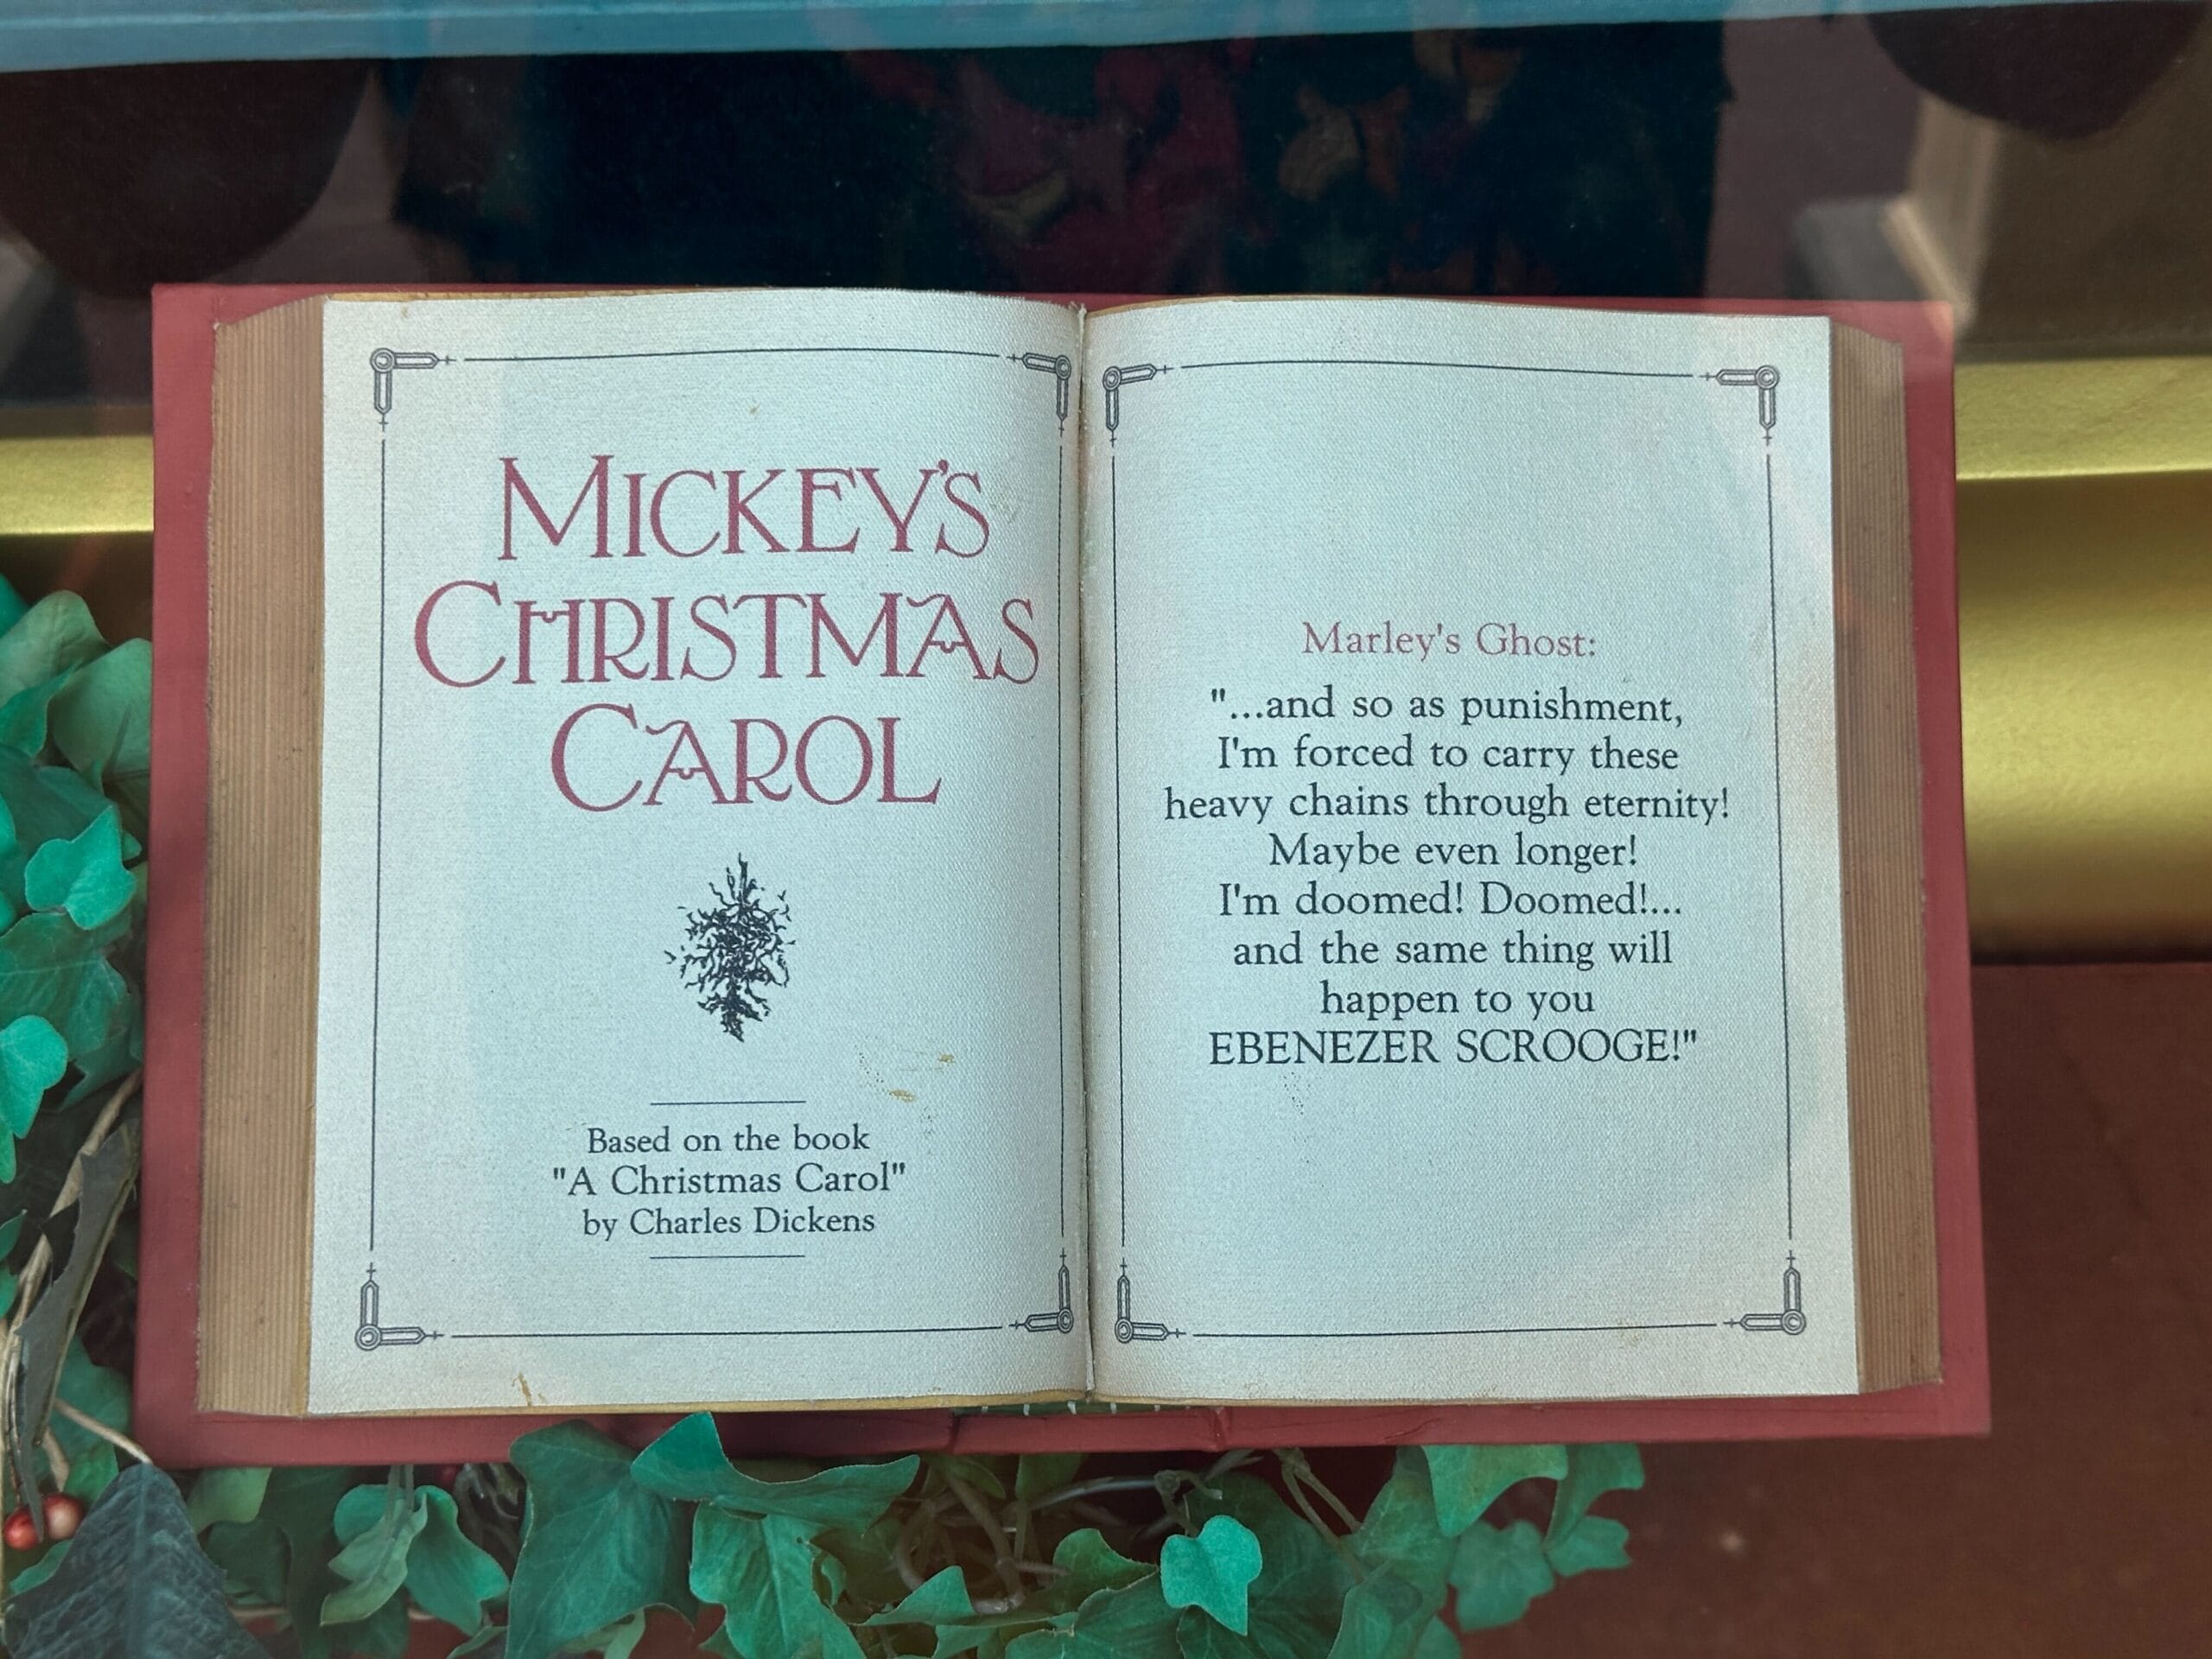 MICKEY'S
CHRISTMAS
CAROL
Based on the book
"A Christmas Carol"
by Charles Dickens
Marley's Ghost:
"...and so as punishment,
I'm forced to carry these
heavy chains through eternity!
Maybe even longer!
I'm doomed! Doomed!...
and the same thing will
happen to you
EBENEZER SCROOGE!"